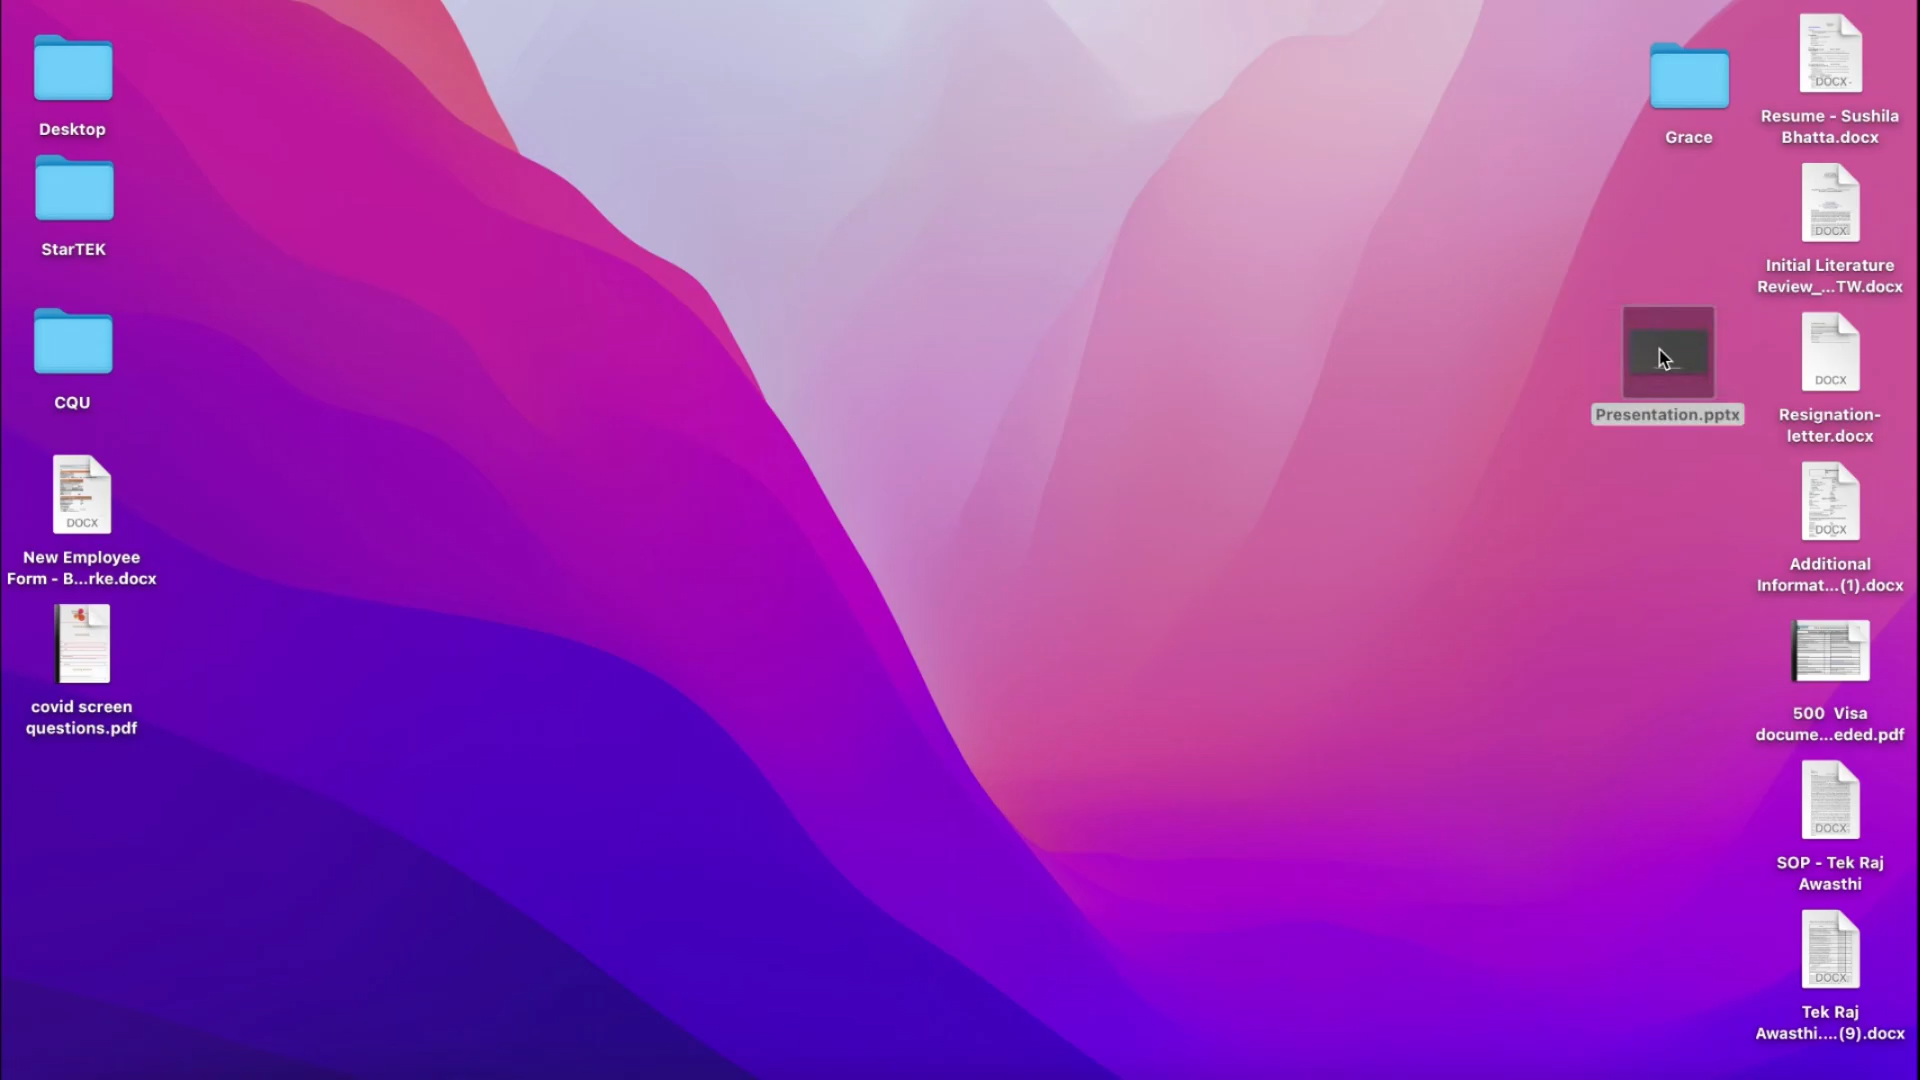 Desktop
StarTEK
CQU
DOCX
New Employee
Form - B...rke.docx
covid screen
questions.pdf
Grace
Presentation.pptx
DOCX
Resume - Sushila
Bhatta.docx
DOCX
Initial Literature
Review_...TW.docx
DOCX
Resignation-
letter.docx
DOCX
Additional
Informat...(1).docx
500 Visa
docume...eded.pdf
DOCX
SOP - Tek Raj
Awasthi
DOCX
Tek Raj
Awasthi....(9).docx